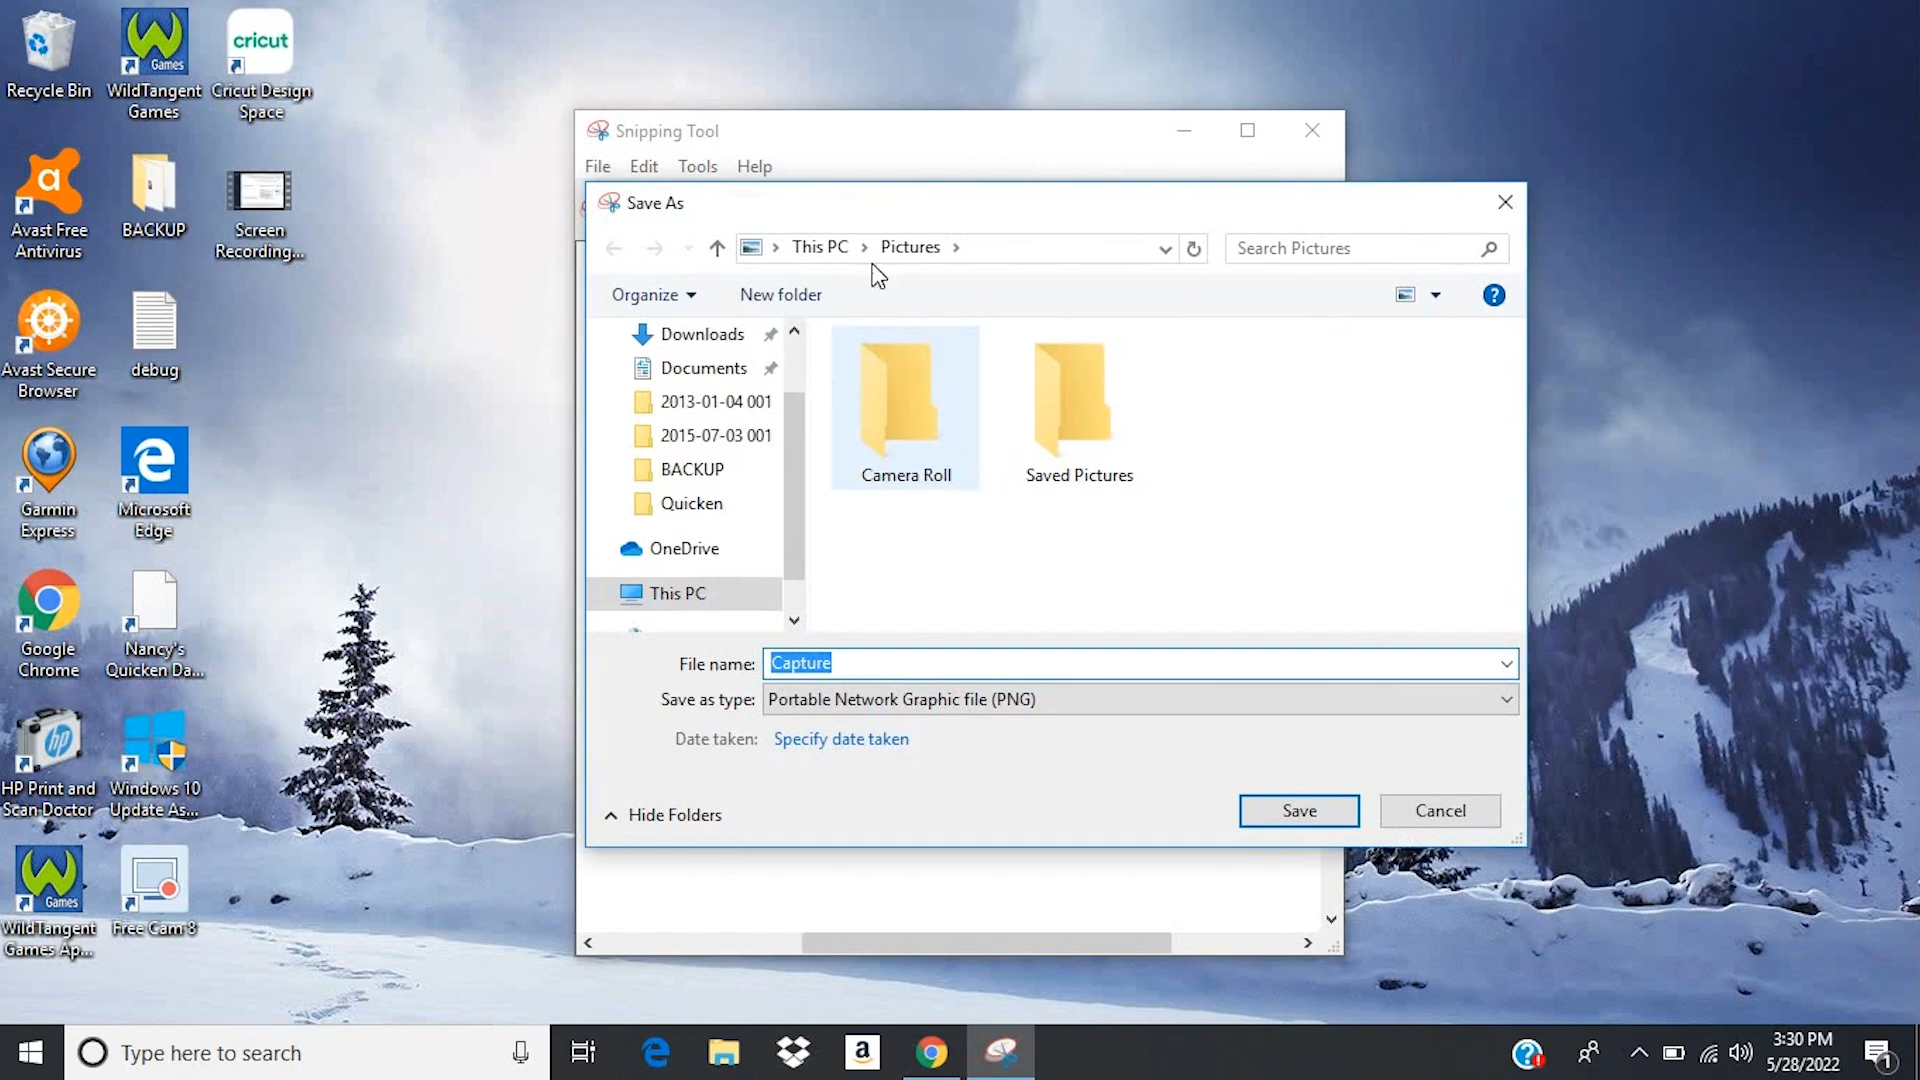 Recycle Bin
WildTangent
Games
cricut
Cricut Design
Space
a
Avast Free
Antivirus
BACKUP
Screen
Recording...
Avast Secure
Browser
debug
Garmin
Express
Microsoft
Edge
Google
Chrome
Nancy's
Quicken Da...
hp
HP Print and
Scan Doctor
Windows 10
Update As...
Games
WildTangent
Games Ap...
Free Cam 8
Snipping Tool
File Edit Tools Help
Save As
This PC > Pictures >
Search Pictures
Organize New folder
?
Downloads
Documents
2013-01-04 001
2015-07-03 001
BACKUP
Quicken
OneDrive
This PC
Camera Roll
Saved Pictures
File name: Capture
Save as type: Portable Network Graphic file (PNG)
Date taken: Specify date taken
Hide Folders
Save
Cancel
Type here to search
a
3:30 PM
5/28/2022
1